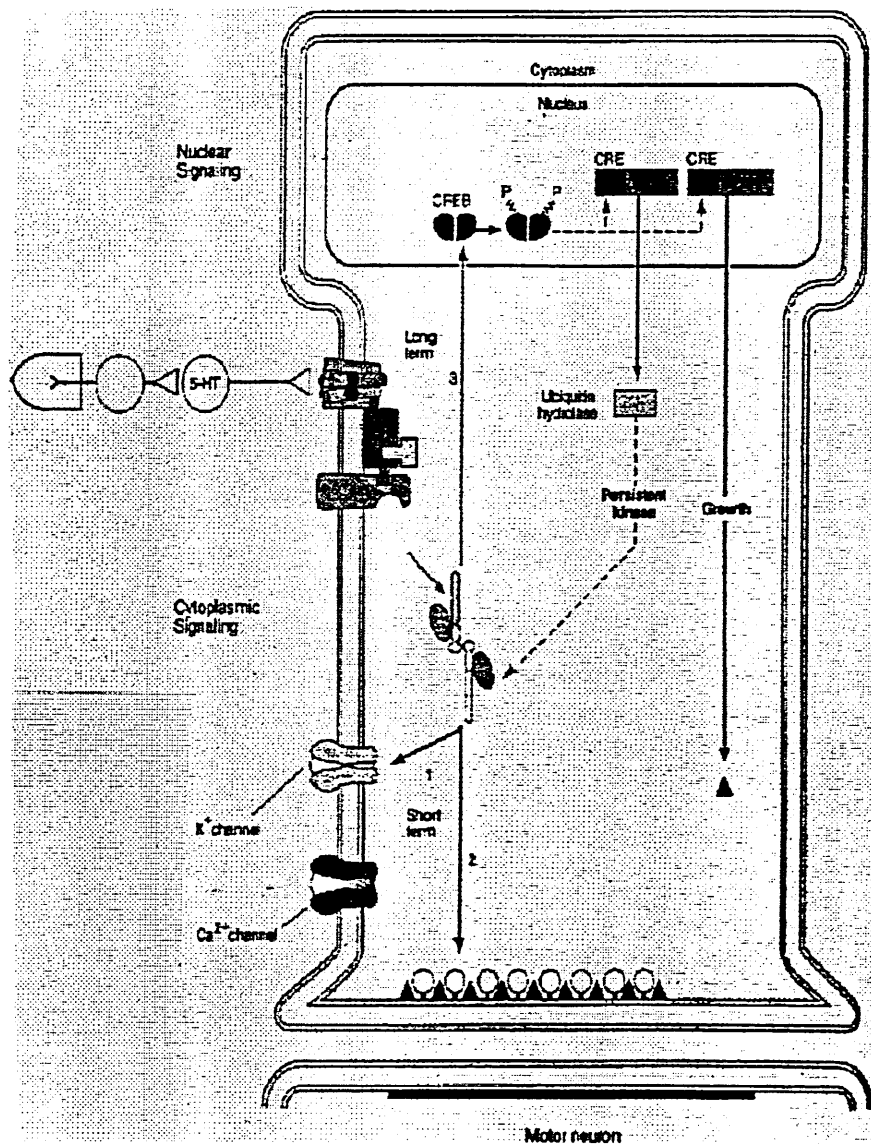 Cytoplasm
Nucleus
Nuclear
Signaling
CRE CRE
P P
CREB
Long
term
3
5-HT
Ubiquitin
hydrolase
Persistent
kinase
Growth
Cytoplasmic
Signaling
1
K+ channel
Short
term
2
Ca2+ channel
Motor neuron